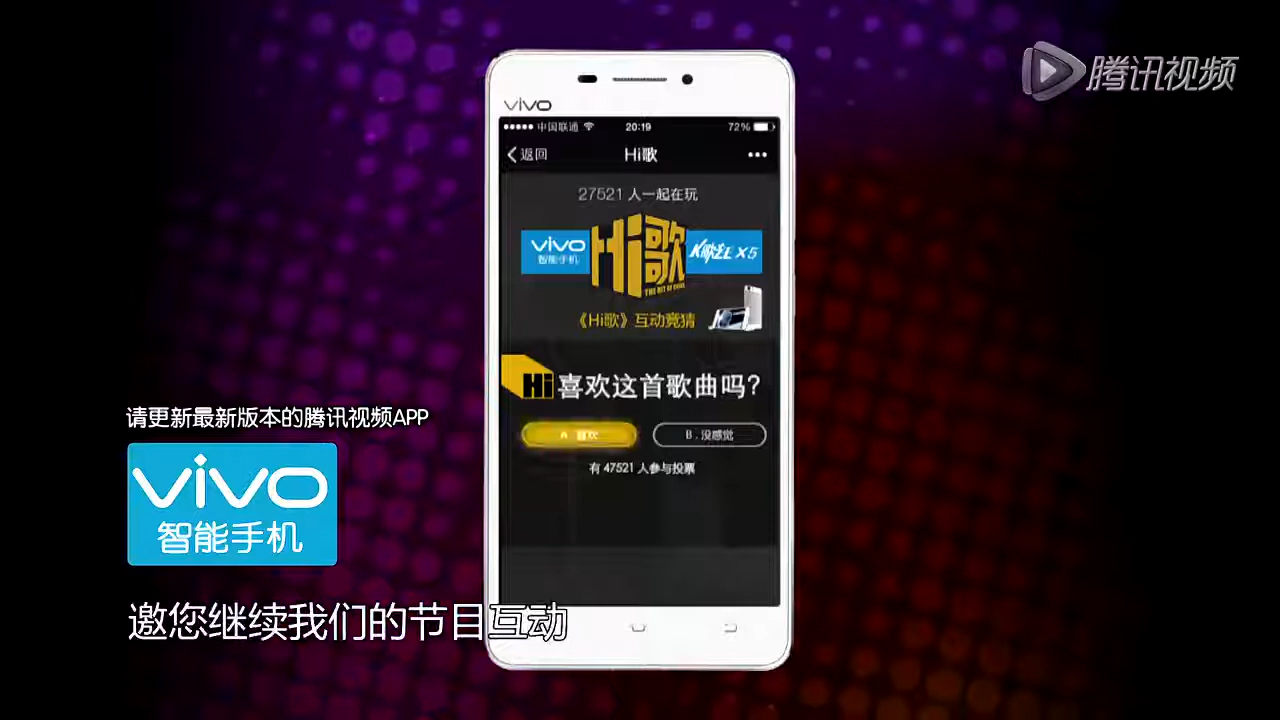 腾讯视频
vivo
中国联通 20:19 72%
返回 Hi歌
27521 人一起在玩
vivo 智能手机 Hi歌 K歌之王 X5
《Hi歌》互动竞猜
Hi 喜欢这首歌曲吗?
A . 喜欢 B . 没感觉
有 47521 人参与投票
请更新最新版本的腾讯视频APP
vivo
智能手机
邀您继续我们的节目互动